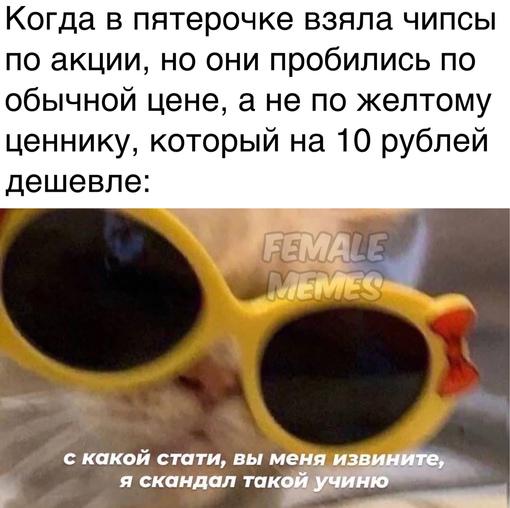 Когда в пятерочке взяла чипсы
по акции, но они пробились по
обычной цене, а не по желтому
ценнику, который на 10 рублей
дешевле:
FEMALE
MEMES
с какой стати, вы меня извините,
я скандал такой учиню